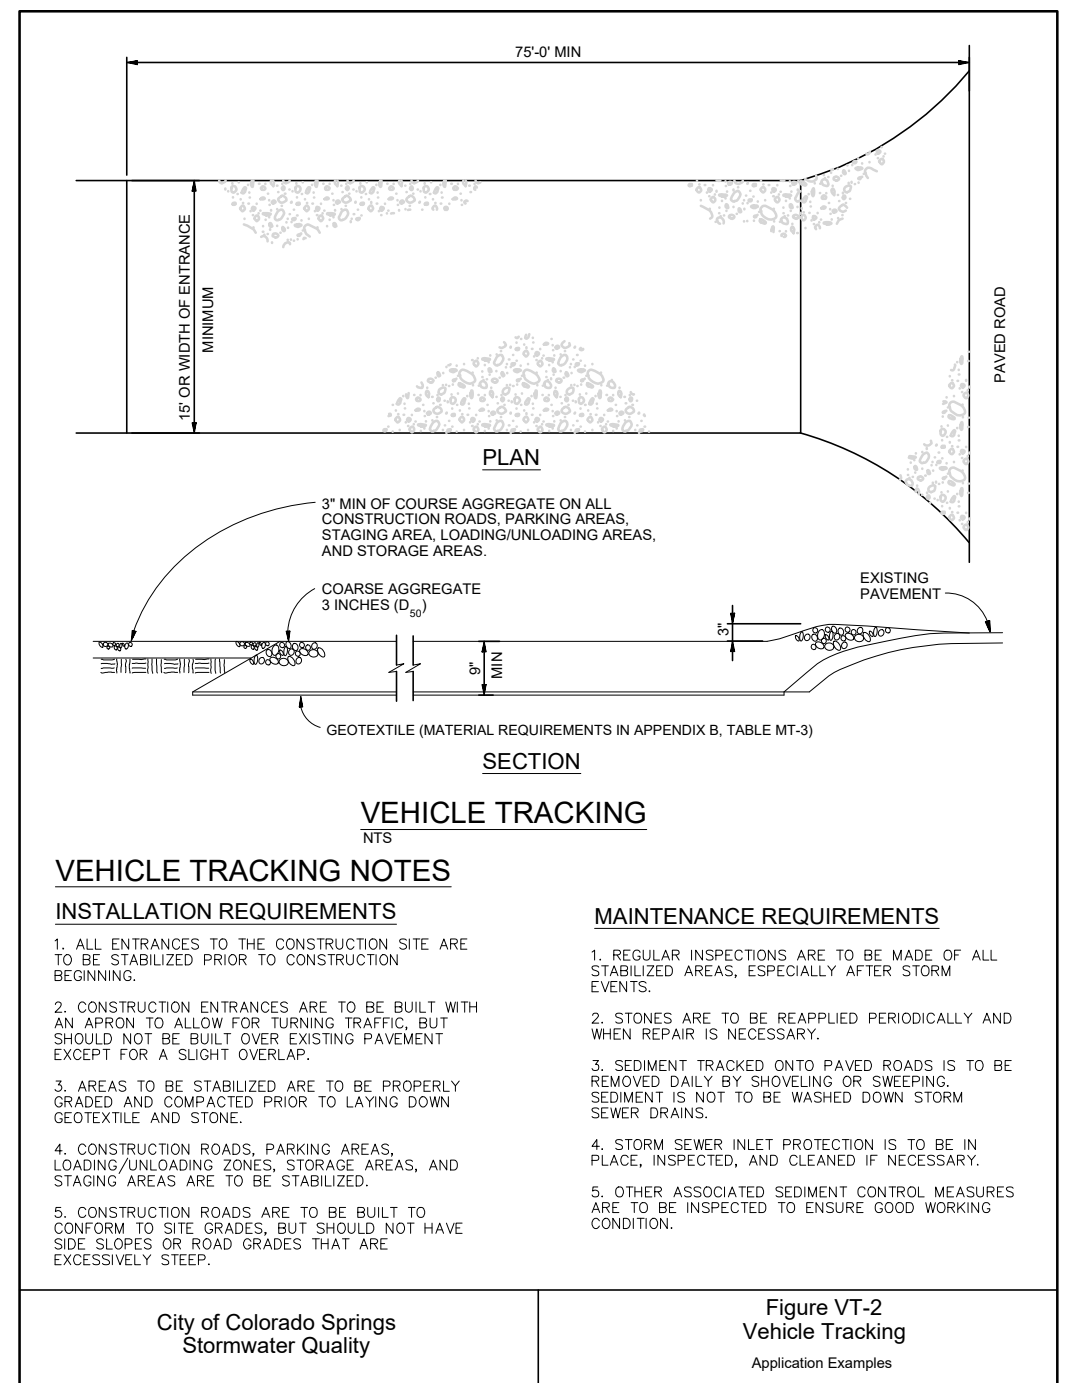 75'-0' MIN
15' OR WIDTH OF ENTRANCE
MINIMUM
PAVED ROAD
PLAN
3" MIN OF COURSE AGGREGATE ON ALL
CONSTRUCTION ROADS, PARKING AREAS,
STAGING AREA, LOADING/UNLOADING AREAS,
AND STORAGE AREAS.
COARSE AGGREGATE
3 INCHES (D50)
EXISTING
PAVEMENT
3"
9"
MIN
GEOTEXTILE (MATERIAL REQUIREMENTS IN APPENDIX B, TABLE MT-3)
SECTION
VEHICLE TRACKING
NTS
VEHICLE TRACKING NOTES
INSTALLATION REQUIREMENTS
1. ALL ENTRANCES TO THE CONSTRUCTION SITE ARE
TO BE STABILIZED PRIOR TO CONSTRUCTION
BEGINNING.
2. CONSTRUCTION ENTRANCES ARE TO BE BUILT WITH
AN APRON TO ALLOW FOR TURNING TRAFFIC, BUT
SHOULD NOT BE BUILT OVER EXISTING PAVEMENT
EXCEPT FOR A SLIGHT OVERLAP.
3. AREAS TO BE STABILIZED ARE TO BE PROPERLY
GRADED AND COMPACTED PRIOR TO LAYING DOWN
GEOTEXTILE AND STONE.
4. CONSTRUCTION ROADS, PARKING AREAS,
LOADING/UNLOADING ZONES, STORAGE AREAS, AND
STAGING AREAS ARE TO BE STABILIZED.
5. CONSTRUCTION ROADS ARE TO BE BUILT TO
CONFORM TO SITE GRADES, BUT SHOULD NOT HAVE
SIDE SLOPES OR ROAD GRADES THAT ARE
EXCESSIVELY STEEP.
MAINTENANCE REQUIREMENTS
1. REGULAR INSPECTIONS ARE TO BE MADE OF ALL
STABILIZED AREAS, ESPECIALLY AFTER STORM
EVENTS.
2. STONES ARE TO BE REAPPLIED PERIODICALLY AND
WHEN REPAIR IS NECESSARY.
3. SEDIMENT TRACKED ONTO PAVED ROADS IS TO BE
REMOVED DAILY BY SHOVELING OR SWEEPING.
SEDIMENT IS NOT TO BE WASHED DOWN STORM
SEWER DRAINS.
4. STORM SEWER INLET PROTECTION IS TO BE IN
PLACE, INSPECTED, AND CLEANED IF NECESSARY.
5. OTHER ASSOCIATED SEDIMENT CONTROL MEASURES
ARE TO BE INSPECTED TO ENSURE GOOD WORKING
CONDITION.
City of Colorado Springs
Stormwater Quality
Figure VT-2
Vehicle Tracking
Application Examples